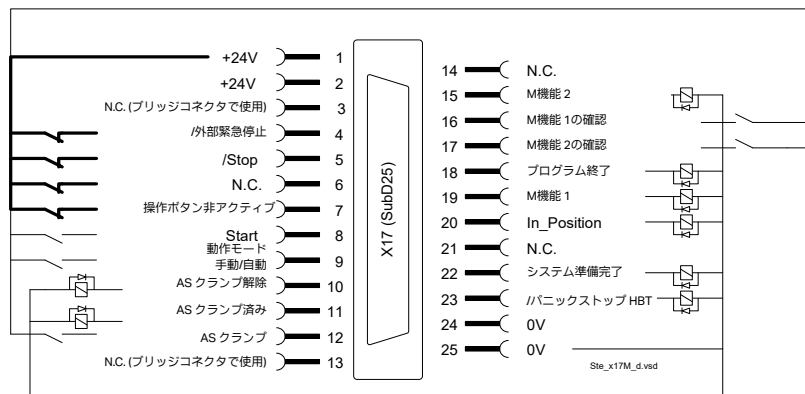 +24V 1
+24V 2
N.C. (ブリッジコネクタで使用) 3
/外部緊急停止 4
/Stop 5
N.C. 6
操作ボタン非アクティブ 7
Start 8
動作モード
手動/自動 9
AS クランプ解除 10
AS クランプ済み 11
AS クランプ 12
N.C. (ブリッジコネクタで使用) 13
X17 (SubD25)
14 N.C.
15 M機能 2
16 M機能 1の確認
17 M機能 2の確認
18 プログラム終了
19 M機能 1
20 In_Position
21 N.C.
22 システム準備完了
23 /パニックストップ HBT
24 0V
25 0V
Ste_x17M_d.vsd